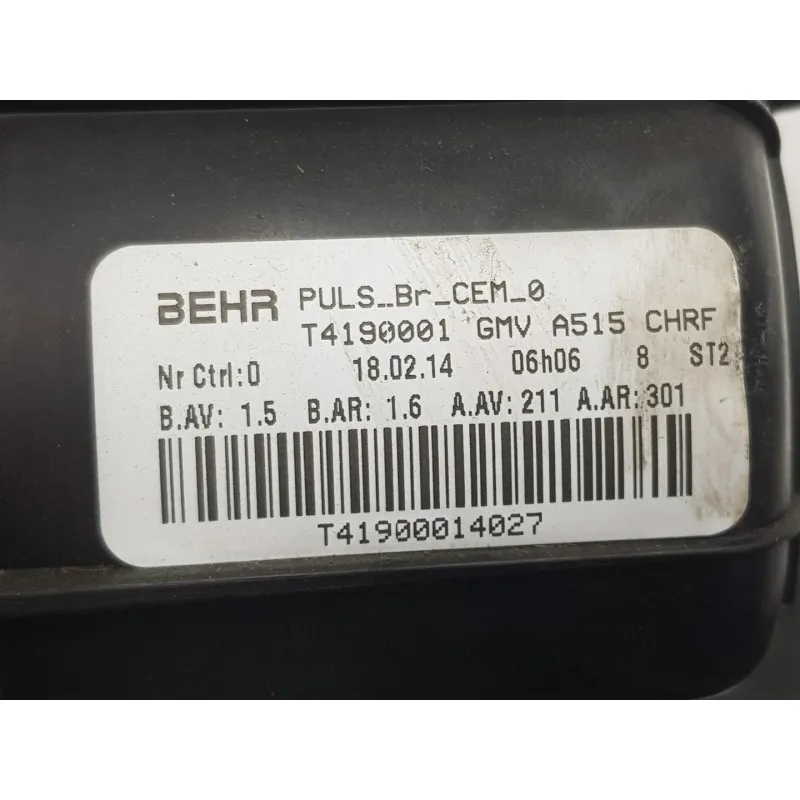 BEHR PULS_Br_CEM_0
T4190001 GMV A515 CHRF
Nr Ctrl:0 18.02.14 06h06 8 ST2
B.AV: 1.5 B.AR: 1.6 A.AV:211 A.AR:301
T41900014027